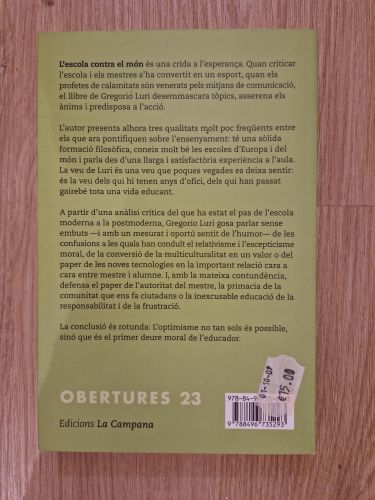 L'escola contra el món és una crida a l'esperança. Quan criticar
l'escola i els mestres s'ha convertit en un esport, quan els
profetes de calamitats són venerats pels mitjans de comunicació,
el llibre de Gregorio Luri desemmascara tòpics, asserena els
ànims i predisposa a l'acció.
L'autor presenta alhora tres qualitats molt poc freqüents entre
els que ara pontifiquen sobre l'ensenyament: té una sòlida
formació filosòfica, coneix molt bé les escoles d'Europa i del
món i parla des d'una llarga i satisfactòria experiència a l'aula.
La veu de Luri és una veu que poques vegades es deixa sentir:
és la veu dels qui hi tenen anys d'ofici, dels qui han passat
gairebé tota una vida educant.
A partir d'una anàlisi crítica del que ha estat el pas de l'escola
moderna a la postmoderna, Gregorio Luri gosa parlar sense
embuts —i amb un mesurat i oportú sentit de l'humor— de les
confusions a les quals han conduït el relativisme i l'escepticisme
moral, de la conversió de la multiculturalitat en un valor o del
paper de les noves tecnologies en la important relació cara a
cara entre mestre i alumne. I, amb la mateixa contundència,
defensa el paper de l'autoritat del mestre, la primacia de la
comunitat que ens fa ciutadans o la inexcusable educació de la
responsabilitat i de la frustració.
La conclusió és rotunda: L'optimisme no tan sols és possible,
sinó que és el primer deure moral de l'educador.
OBERTURES 23
Edicions La Campana
978-84-9
9 788496 735293
01-10-09
€15.00